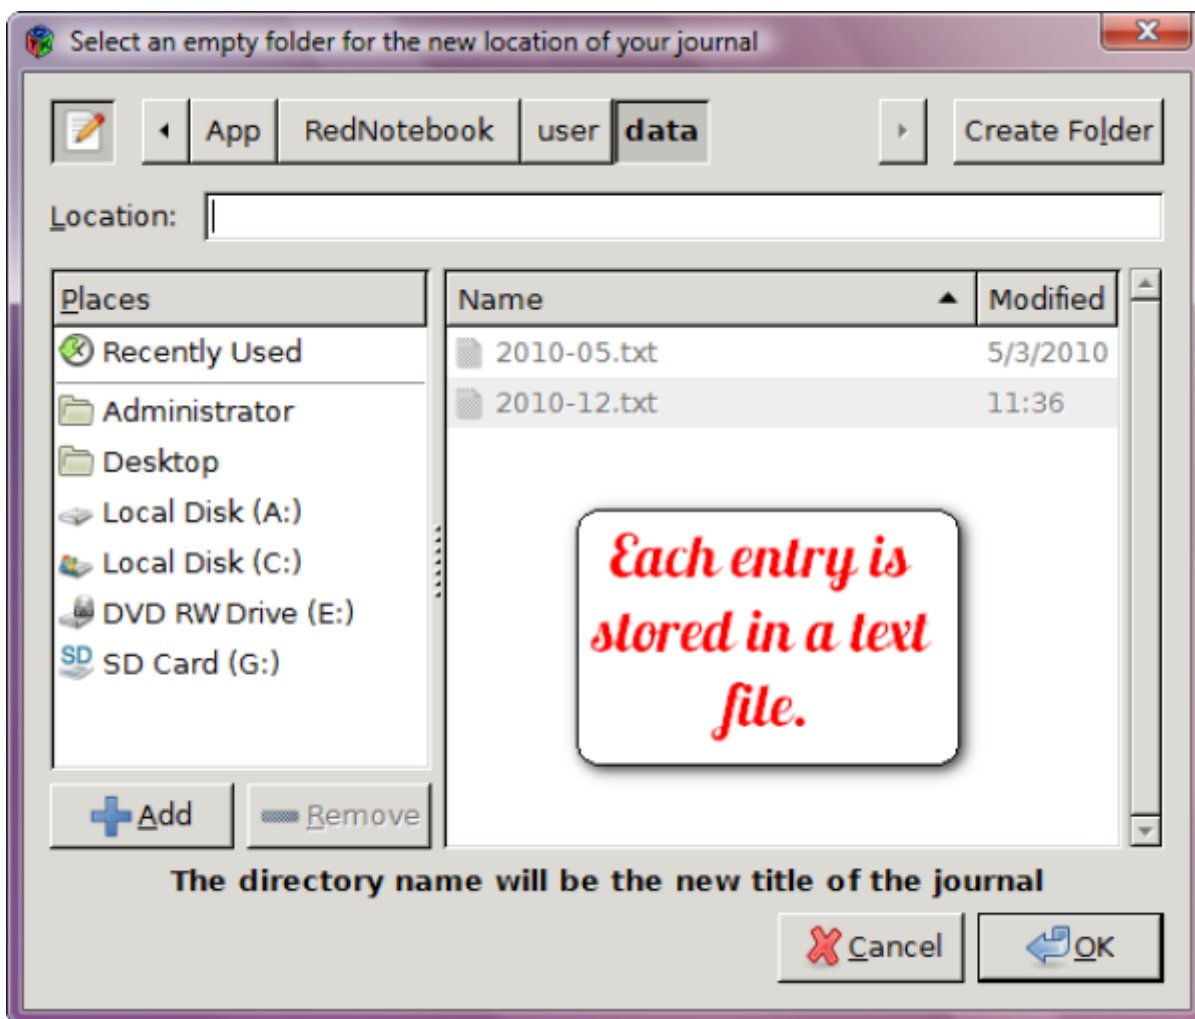 Select an empty folder for the new location of your journal
App RedNotebook user data Create Folder
Location:
Places
Recently Used
Administrator
Desktop
Local Disk (A:)
Local Disk (C:)
DVD RW Drive (E:)
SD Card (G:)
Add Remove
Name Modified
2010-05.txt 5/3/2010
2010-12.txt 11:36
Each entry is
stored in a text
file.
The directory name will be the new title of the journal
Cancel OK